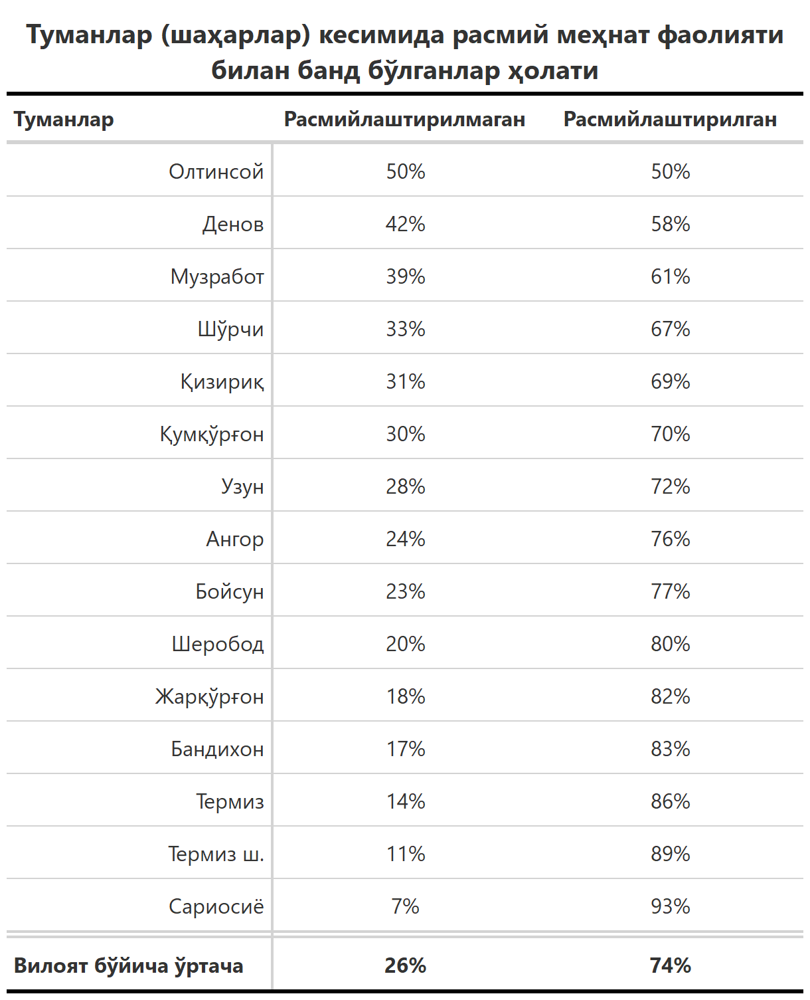 Туманлар (шаҳарлар) кесимида расмий меҳнат фаолияти
билан банд бўлганлар ҳолати
Туманлар Расмийлаштирилмаган Расмийлаштирилган
Олтинсой 50% 50%
Денов 42% 58%
Музработ 39% 61%
Шўрчи 33% 67%
Қизириқ 31% 69%
Қумқўрғон 30% 70%
Узун 28% 72%
Ангор 24% 76%
Бойсун 23% 77%
Шеробод 20% 80%
Жарқўрғон 18% 82%
Бандихон 17% 83%
Термиз 14% 86%
Термиз ш. 11% 89%
Сариосиё 7% 93%
Вилоят бўйича ўртача 26% 74%